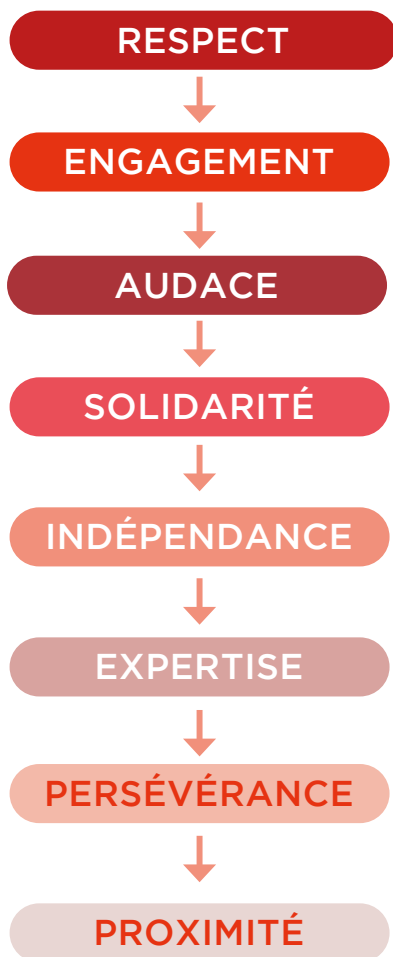 RESPECT
ENGAGEMENT
AUDACE
SOLIDARITÉ
INDÉPENDANCE
EXPERTISE
PERSÉVÉRANCE
PROXIMITÉ